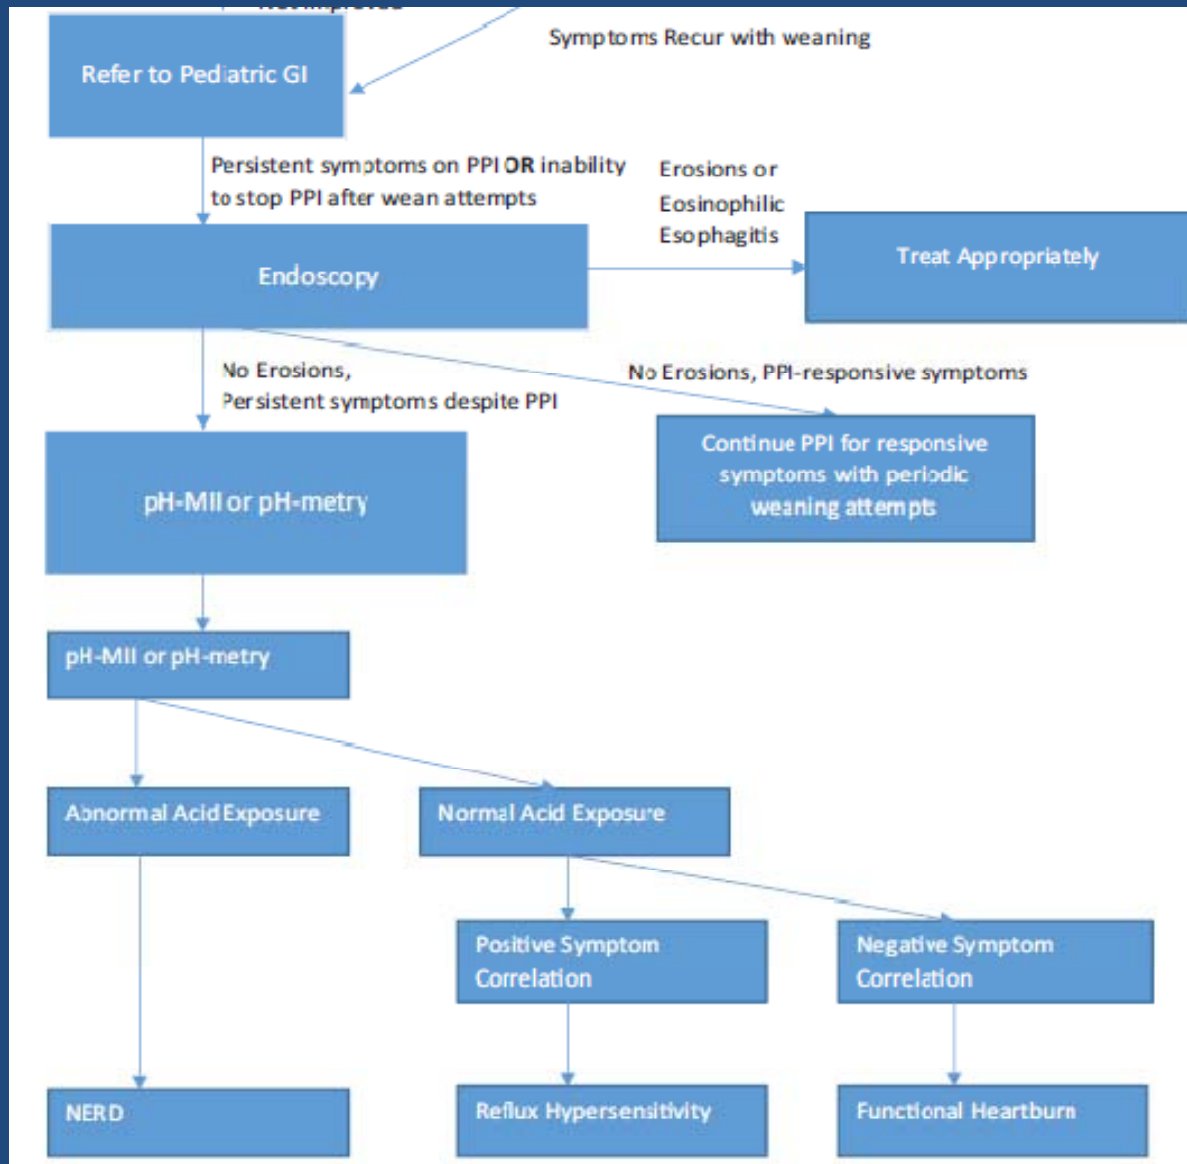 Symptoms Recur with weaning
Refer to Pediatric GI
Persistent symptoms on PPI OR inability
to stop PPI after wean attempts
Erosions or
Eosinophilic
Esophagitis
Endoscopy
Treat Appropriately
No Erosions,
Persistent symptoms despite PPI
No Erosions, PPI-responsive symptoms
Continue PPI for responsive
symptoms with periodic
weaning attempts
pH-MII or pH-metry
pH-MII or pH-metry
Abnormal Acid Exposure
Normal Acid Exposure
Positive Symptom
Correlation
Negative Symptom
Correlation
NERD
Reflux Hypersensitivity
Functional Heartburn